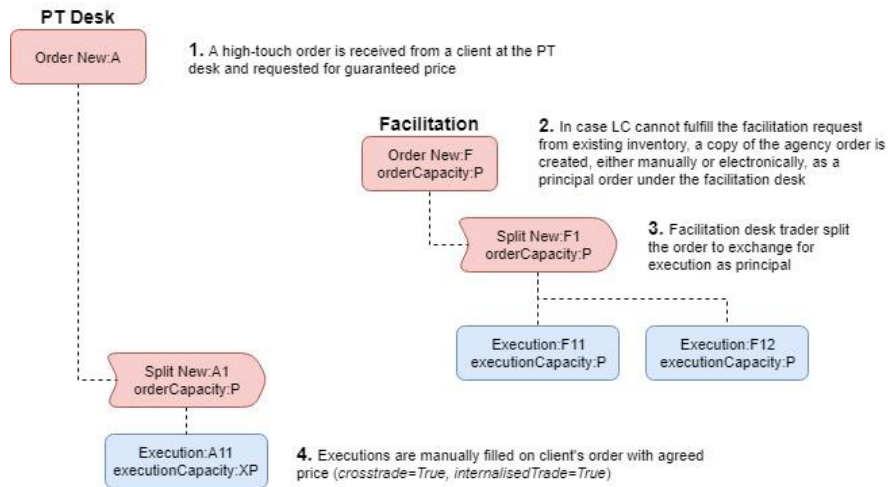 PT Desk
Order New:A
1. A high-touch order is received from a client at the PT
desk and requested for guaranteed price
Facilitation
Order New:F
orderCapacity:P
2. In case LC cannot fulfill the facilitation request
from existing inventory, a copy of the agency order is
created, either manually or electronically, as a
principal order under the facilitation desk
Split New:F1
orderCapacity:P
3. Facilitation desk trader split
the order to exchange for
execution as principal
Execution:F11
executionCapacity:P
Execution:F12
executionCapacity:P
Split New:A1
orderCapacity:P
Execution:A11
executionCapacity:XP
4. Executions are manually filled on client's order with agreed
price (crosstrade=True, internalisedTrade=True)